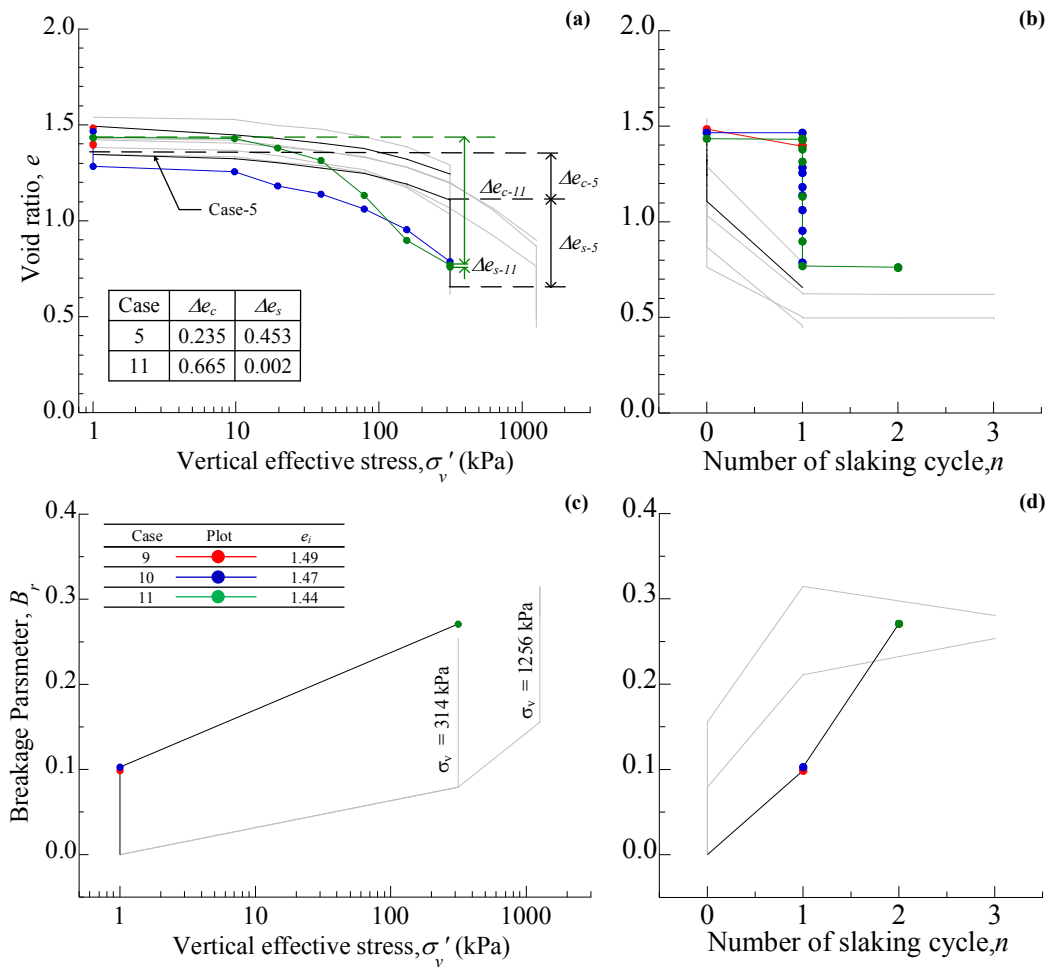 (a)
2.0
1.5
1.0
0.5
0.0
Void ratio, e
Case-5
Δe_c-11
Δe_s-11
Δe_c-5
Δe_s-5
Case Δe_c Δe_s
5 0.235 0.453
11 0.665 0.002
1 10 100 1000
Vertical effective stress,σ_v′ (kPa)
(b)
2.0
1.5
1.0
0.5
0.0
0 1 2 3
Number of slaking cycle,n
(c)
0.4
0.3
0.2
0.1
0.0
Breakage Parsmeter, B_r
Case Plot e_i
9 1.49
10 1.47
11 1.44
σ_v = 314 kPa
σ_v = 1256 kPa
1 10 100 1000
Vertical effective stress,σ_v′ (kPa)
(d)
0.4
0.3
0.2
0.1
0.0
0 1 2 3
Number of slaking cycle,n